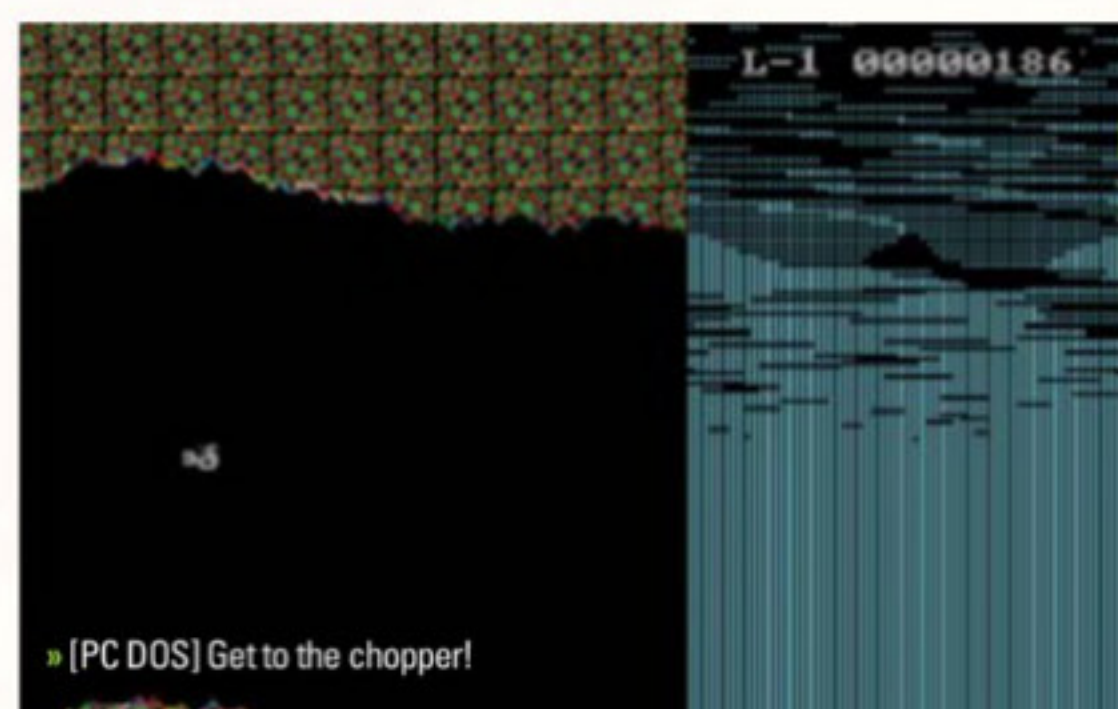 L-1 00000186
» [PC DOS] Get to the chopper!